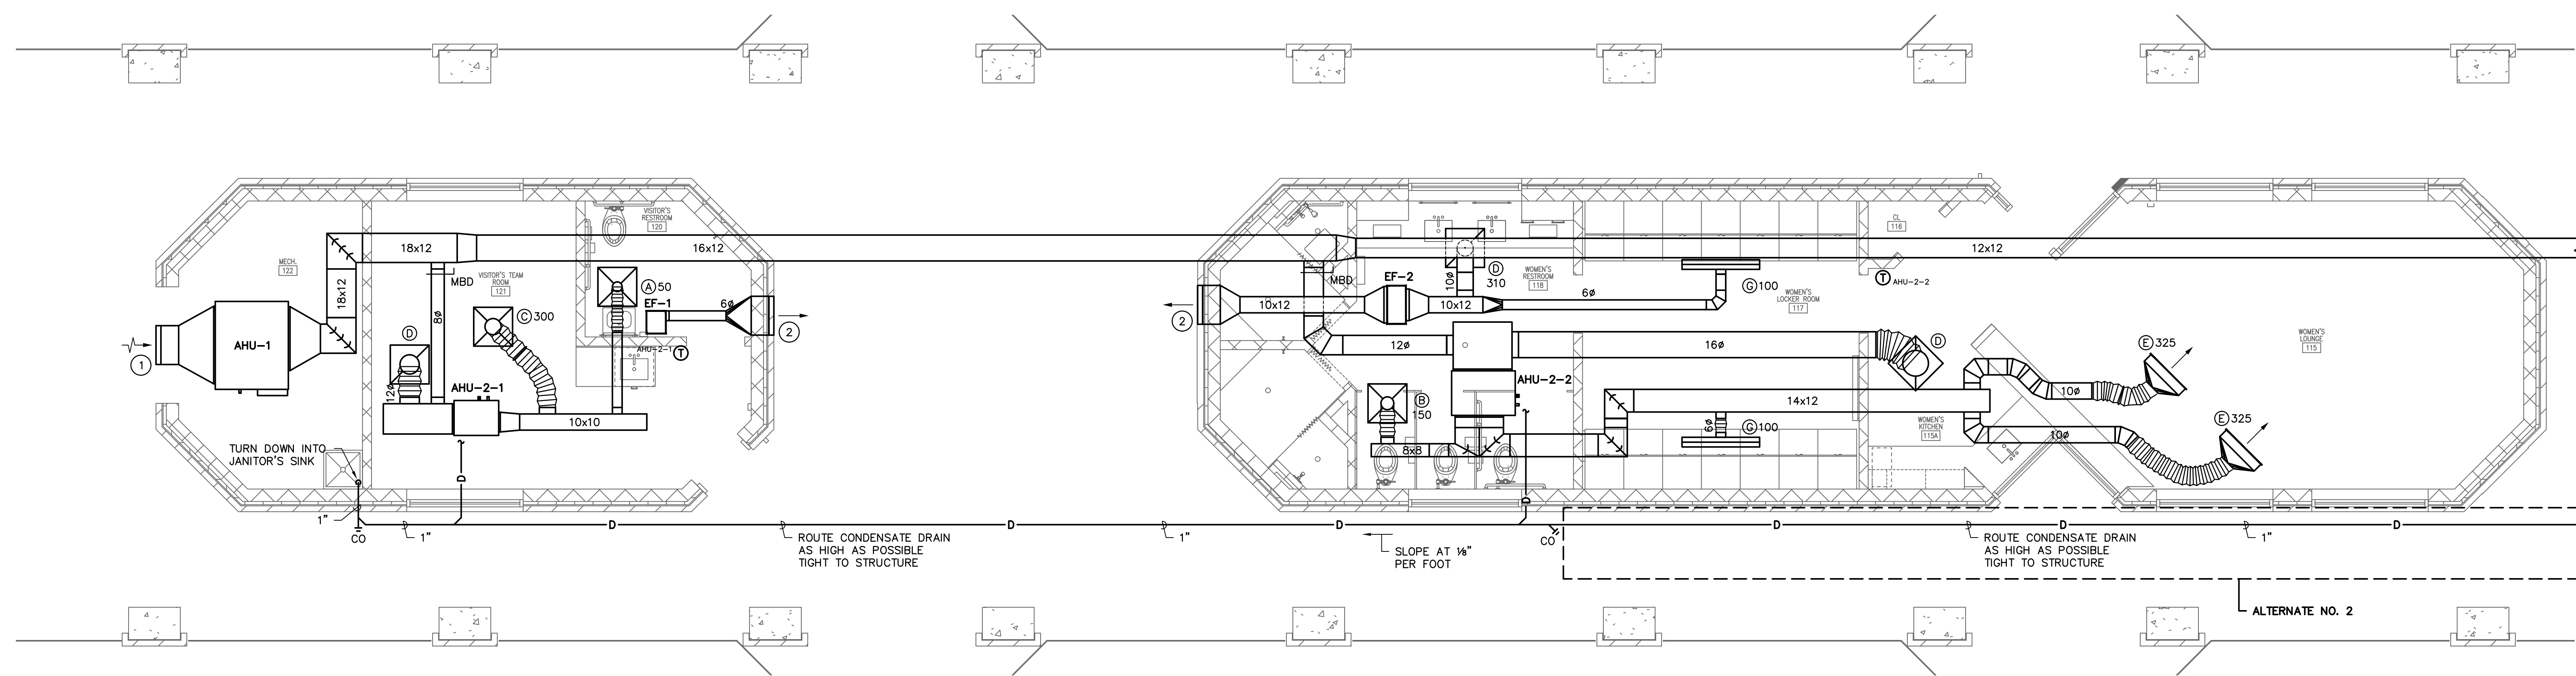 MECH.
122
18x12
18x12
AHU-1
1
TURN DOWN INTO
JANITOR'S SINK
1"
CO
1"
D
12ø
D
8ø
MBD
VISITOR'S TEAM
ROOM
121
C 300
AHU-2-1
10x10
D
VISITOR'S
RESTROOM
120
16x12
A 50
EF-1
6ø
AHU-2-1 T
2
D
ROUTE CONDENSATE DRAIN
AS HIGH AS POSSIBLE
TIGHT TO STRUCTURE
D
1"
2
10x12
MBD
EF-2
10x12
10ø
D
310
WOMEN'S
RESTROOM
118
6ø
G 100
WOMEN'S
LOCKER ROOM
117
12ø
16ø
D
AHU-2-2
B
150
8x8
6ø
G 100
14x12
D
D
SLOPE AT ⅛"
PER FOOT
CO
CL
116
12x12
T AHU-2-2
WOMEN'S
KITCHEN
115A
10ø
E 325
10ø
E 325
WOMEN'S
LOUNGE
115
D
ROUTE CONDENSATE DRAIN
AS HIGH AS POSSIBLE
TIGHT TO STRUCTURE
D
1"
D
ALTERNATE NO. 2